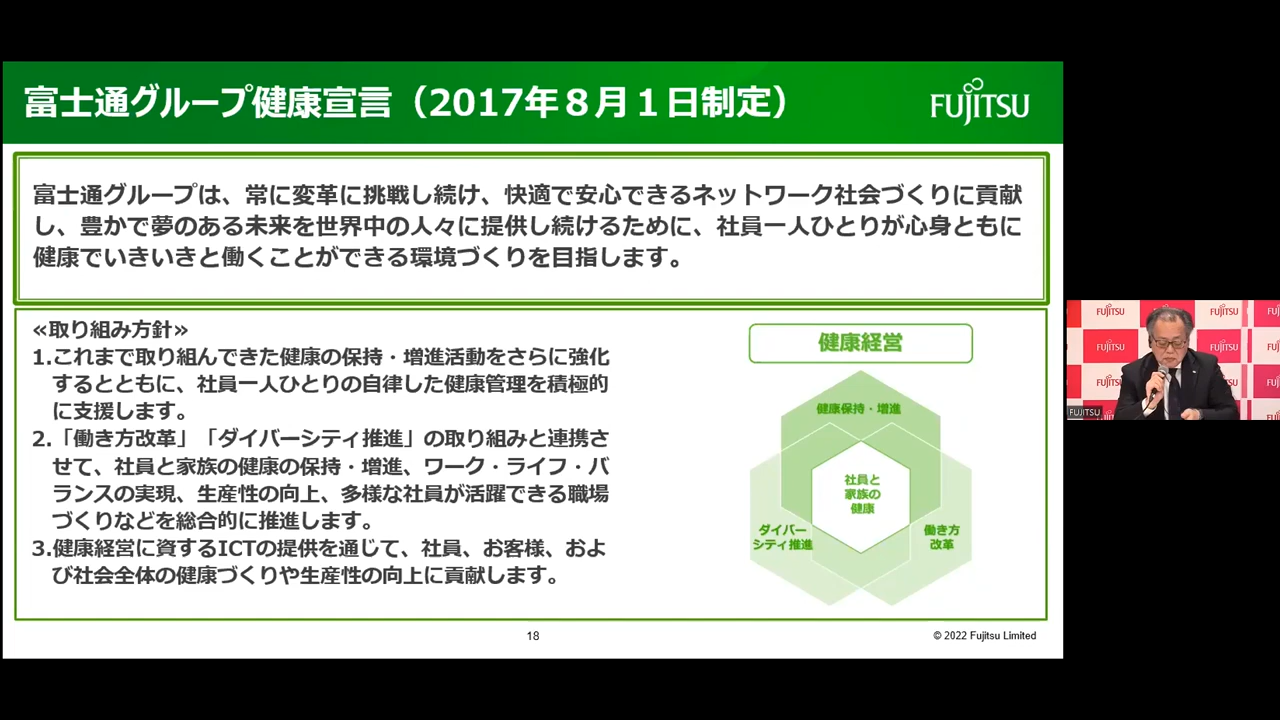 富士通グループ健康宣言（2017年８月１日制定）
FUJITSU
富士通グループは、常に変革に挑戦し続け、快適で安心できるネットワーク社会づくりに貢献
し、豊かで夢のある未来を世界中の人々に提供し続けるために、社員一人ひとりが心身ともに
健康でいきいきと働くことができる環境づくりを目指します。
≪取り組み方針≫
1.これまで取り組んできた健康の保持・増進活動をさらに強化
するとともに、社員一人ひとりの自律した健康管理を積極的
に支援します。
2.「働き方改革」「ダイバーシティ推進」の取り組みと連携さ
せて、社員と家族の健康の保持・増進、ワーク・ライフ・バ
ランスの実現、生産性の向上、多様な社員が活躍できる職場
づくりなどを総合的に推進します。
3.健康経営に資するICTの提供を通じて、社員、お客様、およ
び社会全体の健康づくりや生産性の向上に貢献します。
健康経営
健康保持・増進
社員と
家族の
健康
ダイバー
シティ推進
働き方
改革
18
© 2022 Fujitsu Limited
FUJITSU
FUJITSU
FUJITSU
FUJITSU
FUJITSU
FUJITSU